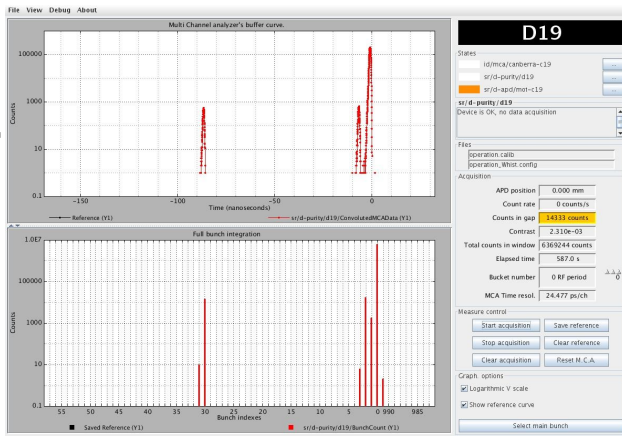 File View Debug About
Multi Channel analyzer's buffer curve.
Counts
100000
1000
10
0.1
−150 −100 −50 0
Time (nanoseconds)
Reference (Y1) sr/d-purity/d19/ConvolutedMCAData (Y1)
Full bunch integration
Counts
1.0E7
100000
1000
10
0.1
55 50 45 40 35 30 25 20 15 10 5 0 990 985
Bunch indexes
Saved Reference (Y1) sr/d-purity/d19/BunchCount (Y1)
D19
States
id/mca/canberra-c19 ...
sr/d-purity/d19 ...
sr/d-apd/mot-c19 ...
sr/d-purity/d19
Device is OK, no data acquisition
Files
operation.calib
operation_Whist.config
Acquisition
APD position 0.000 mm
Count rate 0 counts/s
Counts in gap 14333 counts
Contrast 2.310e-03
Total counts in window 6369244 counts
Elapsed time 587.0 s
Bucket number 0 RF period 0
MCA Time resol. 24.477 ps/ch
Measure control
Start acquisition Save reference
Stop acquisition Clear reference
Clear acquisition Reset M.C.A.
Graph. options
Logarithmic V scale
Show reference curve
Select main bunch